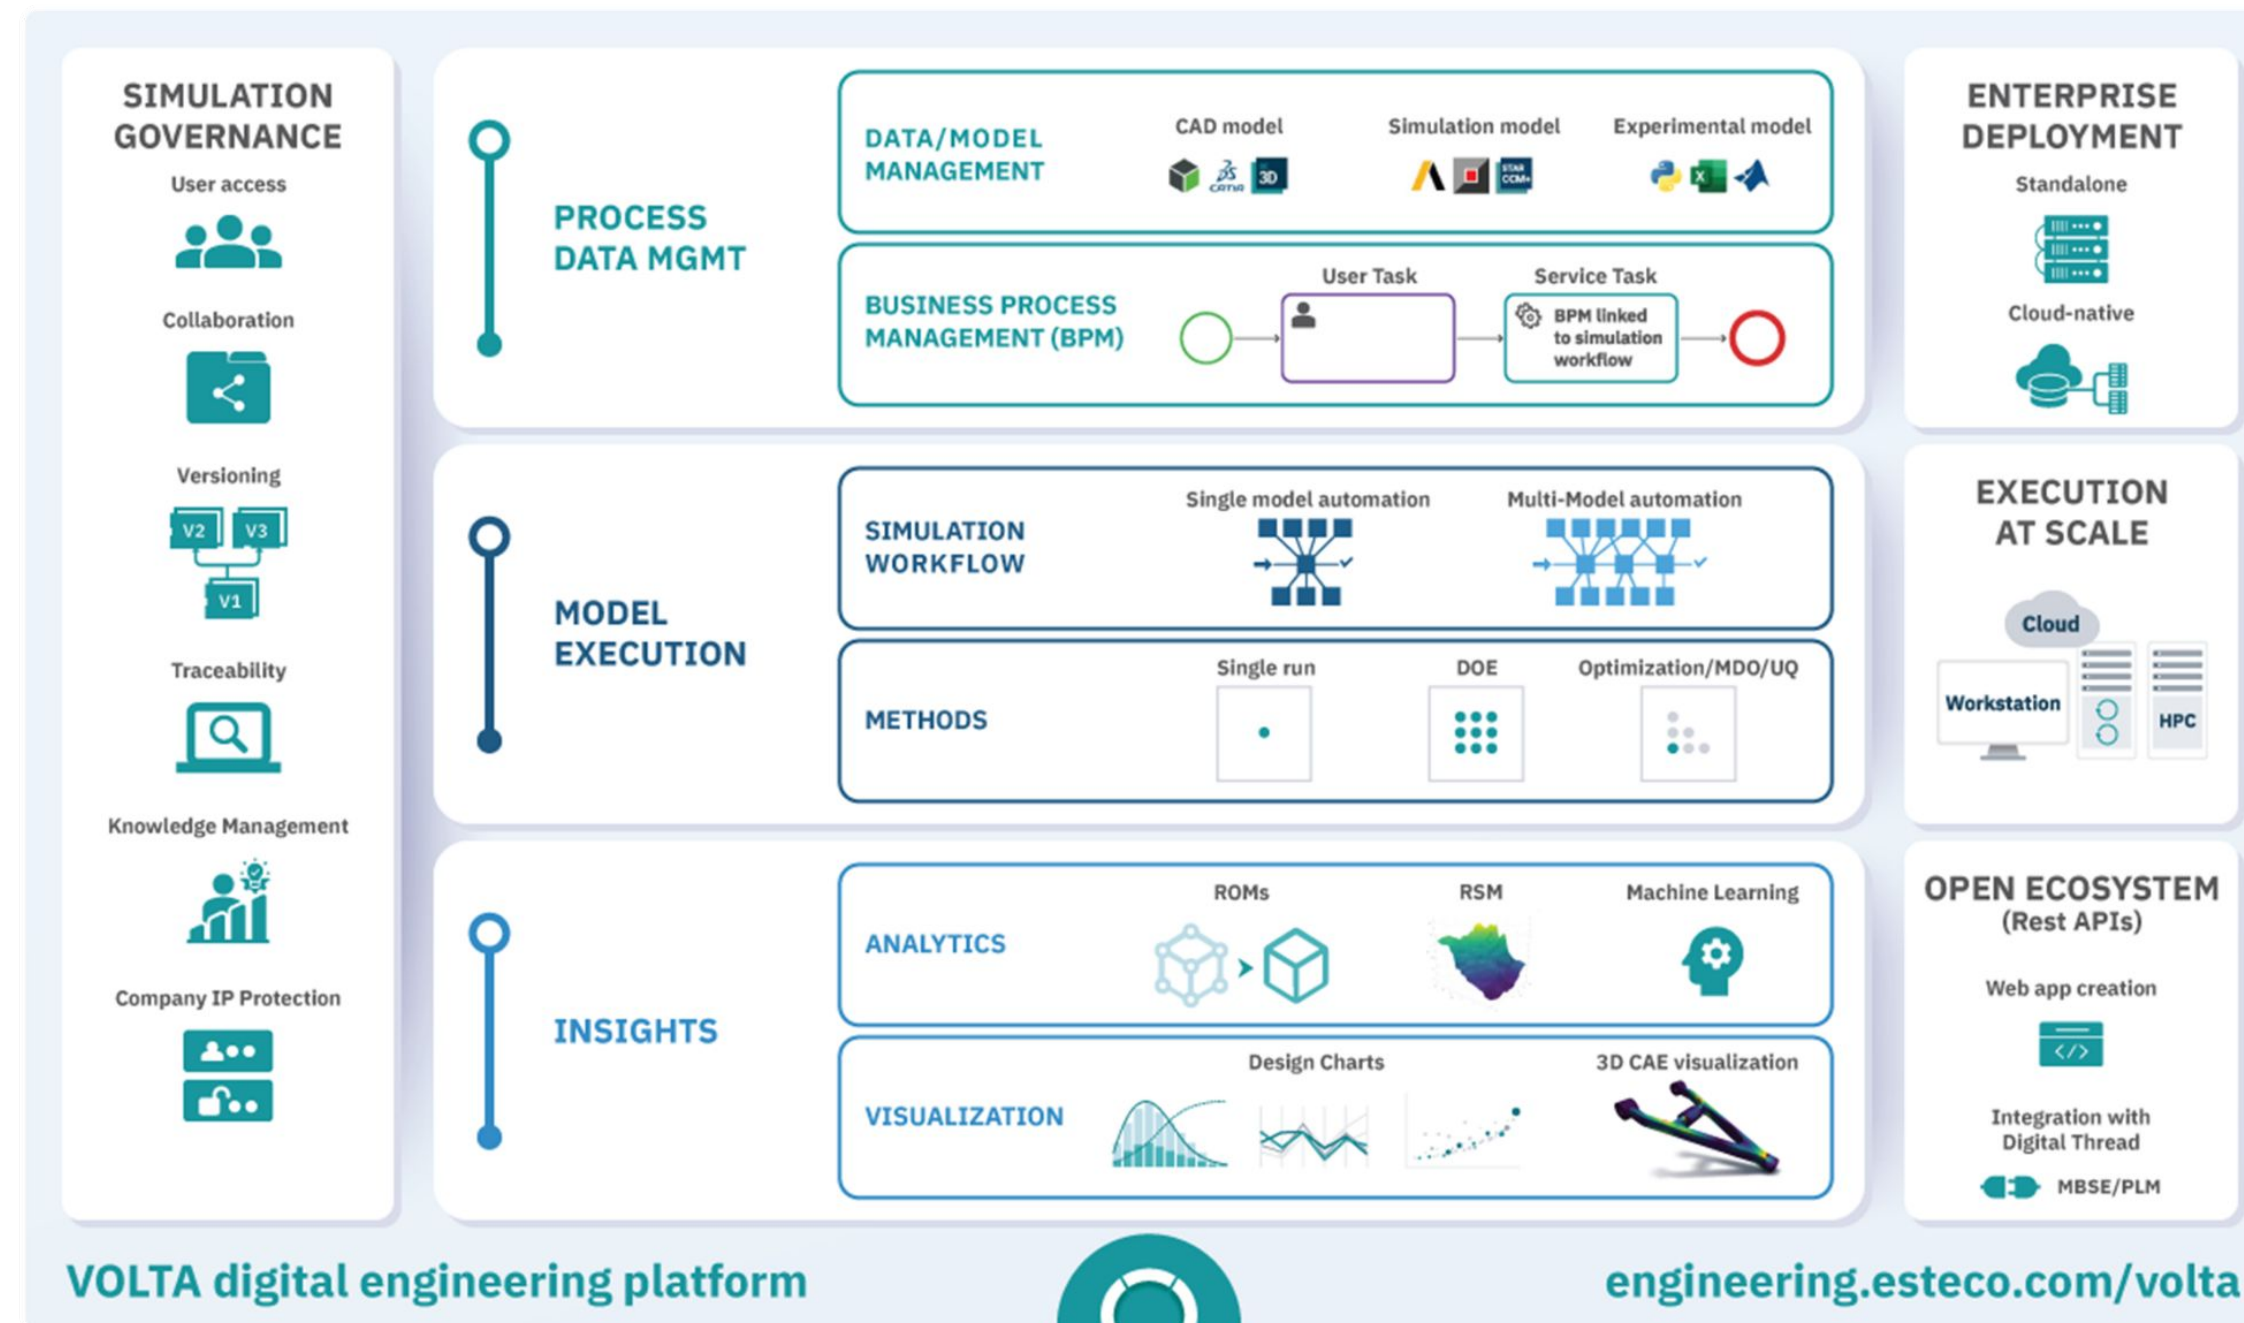 SIMULATION
GOVERNANCE
User access
Collaboration
Versioning
V2
V3
V1
Traceability
Knowledge Management
Company IP Protection
PROCESS
DATA MGMT
DATA/MODEL
MANAGEMENT
CAD model
CATIA
3D
Simulation model
STAR
CCM+
Experimental model
X
BUSINESS PROCESS
MANAGEMENT (BPM)
User Task
Service Task
BPM linked
to simulation
workflow
MODEL
EXECUTION
SIMULATION
WORKFLOW
Single model automation
Multi-Model automation
METHODS
Single run
DOE
Optimization/MDO/UQ
INSIGHTS
ANALYTICS
ROMs
RSM
Machine Learning
VISUALIZATION
Design Charts
3D CAE visualization
ENTERPRISE
DEPLOYMENT
Standalone
Cloud-native
EXECUTION
AT SCALE
Cloud
Workstation
HPC
OPEN ECOSYSTEM
(Rest APIs)
Web app creation
</>
Integration with
Digital Thread
MBSE/PLM
VOLTA digital engineering platform
engineering.esteco.com/volta